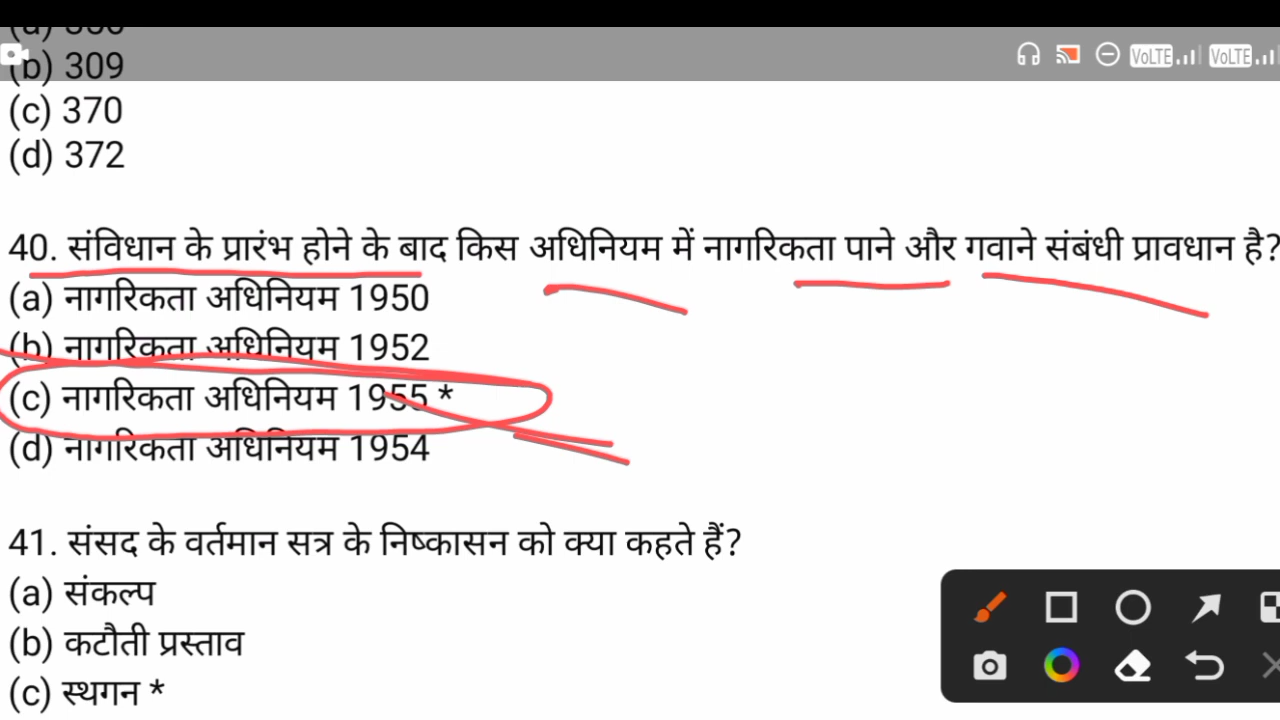 (b) 309
VoLTE VoLTE
(c) 370
(d) 372
40. संविधान के प्रारंभ होने के बाद किस अधिनियम में नागरिकता पाने और गवाने संबंधी प्रावधान है?
(a) नागरिकता अधिनियम 1950
(b) नागरिकता अधिनियम 1952
(c) नागरिकता अधिनियम 1955 *
(d) नागरिकता अधिनियम 1954
41. संसद के वर्तमान सत्र के निष्कासन को क्या कहते हैं?
(a) संकल्प
(b) कटौती प्रस्ताव
(c) स्थगन *